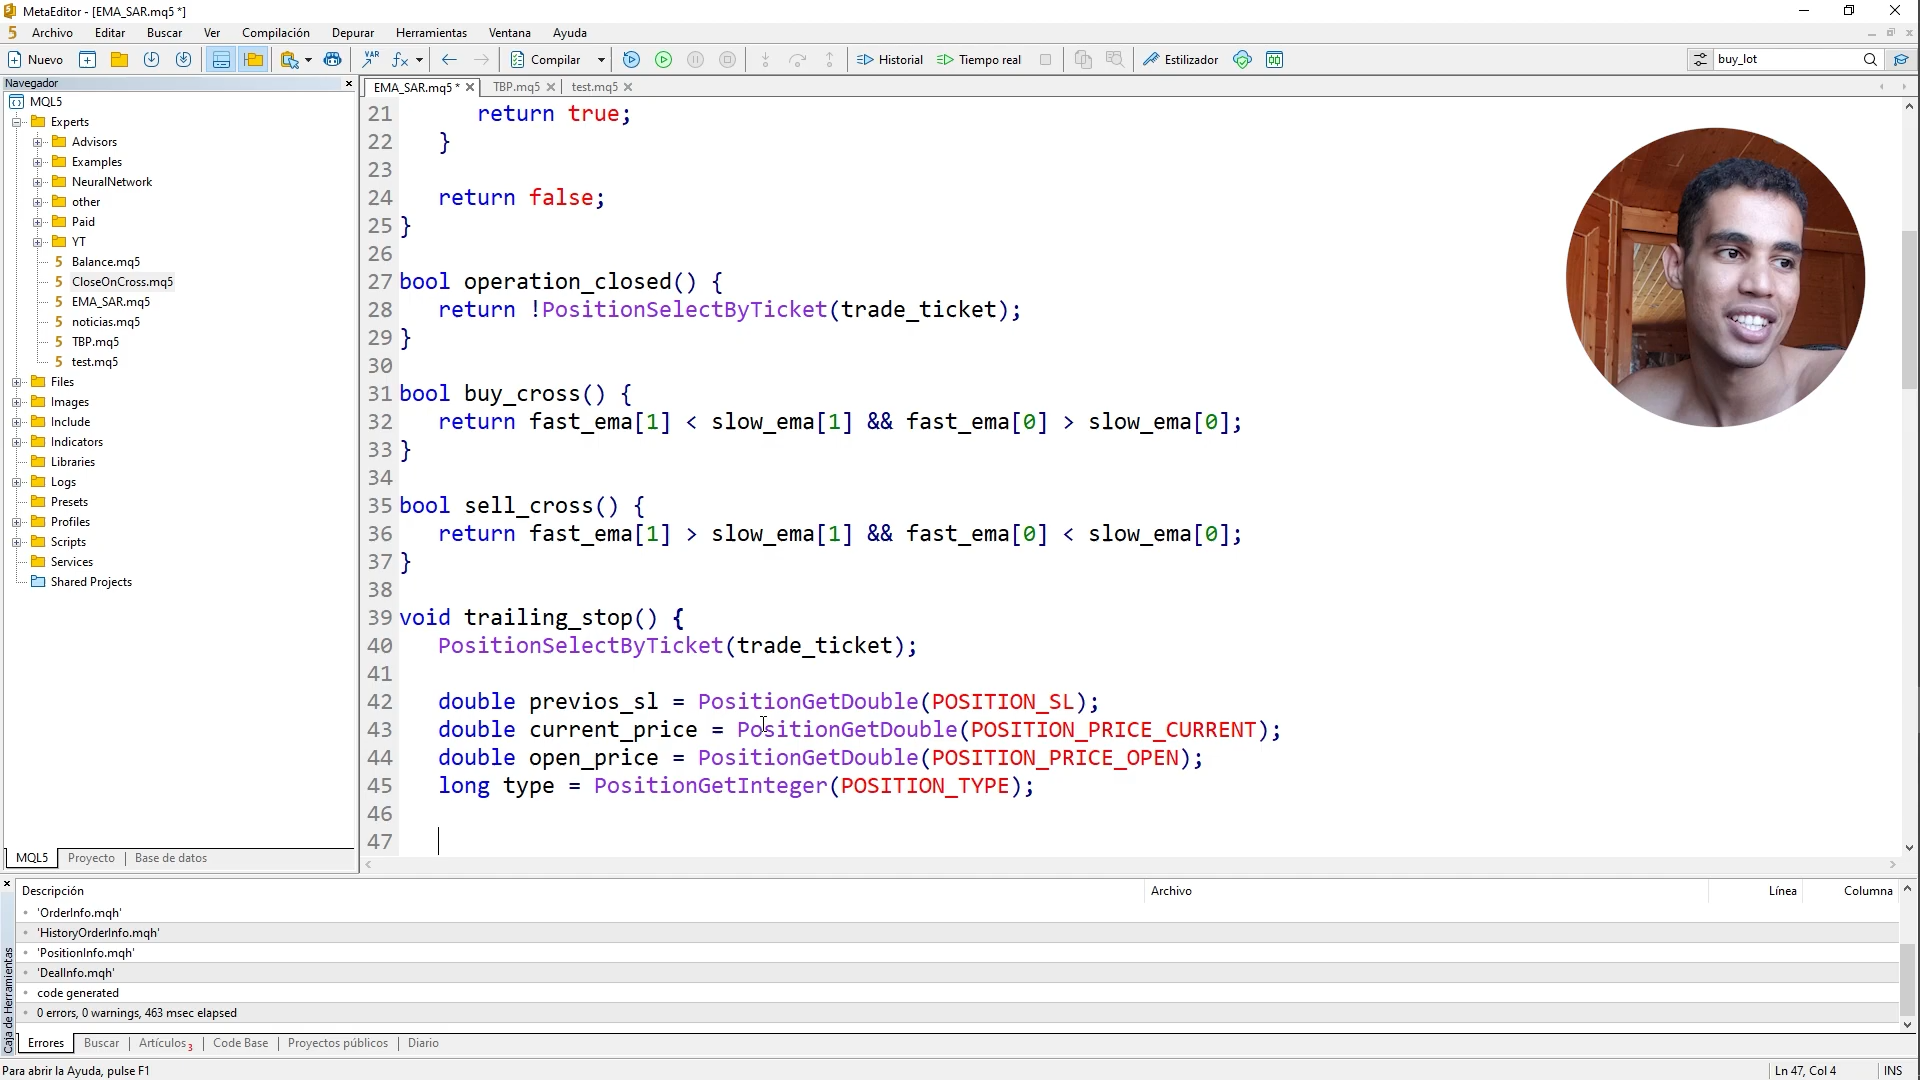 MetaEditor - [EMA_SAR.mq5 *]
5 Archivo Editar Buscar Ver Compilación Depurar Herramientas Ventana Ayuda
Nuevo VAR f(x) Compilar Historial Tiempo real Estilizador buy_lot
Navegador
MQL5
Experts
Advisors
Examples
NeuralNetwork
other
Paid
YT
5 Balance.mq5
5 CloseOnCross.mq5
5 EMA_SAR.mq5
5 noticias.mq5
5 TBP.mq5
5 test.mq5
Files
Images
Include
Indicators
Libraries
Logs
Presets
Profiles
Scripts
Services
Shared Projects
MQL5 Proyecto Base de datos
EMA_SAR.mq5 * TBP.mq5 test.mq5
21 return true;
22 }
23
24 return false;
25 }
26
27 bool operation_closed() {
28 return !PositionSelectByTicket(trade_ticket);
29 }
30
31 bool buy_cross() {
32 return fast_ema[1] < slow_ema[1] && fast_ema[0] > slow_ema[0];
33 }
34
35 bool sell_cross() {
36 return fast_ema[1] > slow_ema[1] && fast_ema[0] < slow_ema[0];
37 }
38
39 void trailing_stop() {
40 PositionSelectByTicket(trade_ticket);
41
42 double previos_sl = PositionGetDouble(POSITION_SL);
43 double current_price = PositionGetDouble(POSITION_PRICE_CURRENT);
44 double open_price = PositionGetDouble(POSITION_PRICE_OPEN);
45 long type = PositionGetInteger(POSITION_TYPE);
46
47
Descripción Archivo Línea Columna
'OrderInfo.mqh'
'HistoryOrderInfo.mqh'
'PositionInfo.mqh'
'DealInfo.mqh'
code generated
0 errors, 0 warnings, 463 msec elapsed
Caja de Herramientas
Errores Buscar Artículos 3 Code Base Proyectos públicos Diario
Para abrir la Ayuda, pulse F1 Ln 47, Col 4 INS